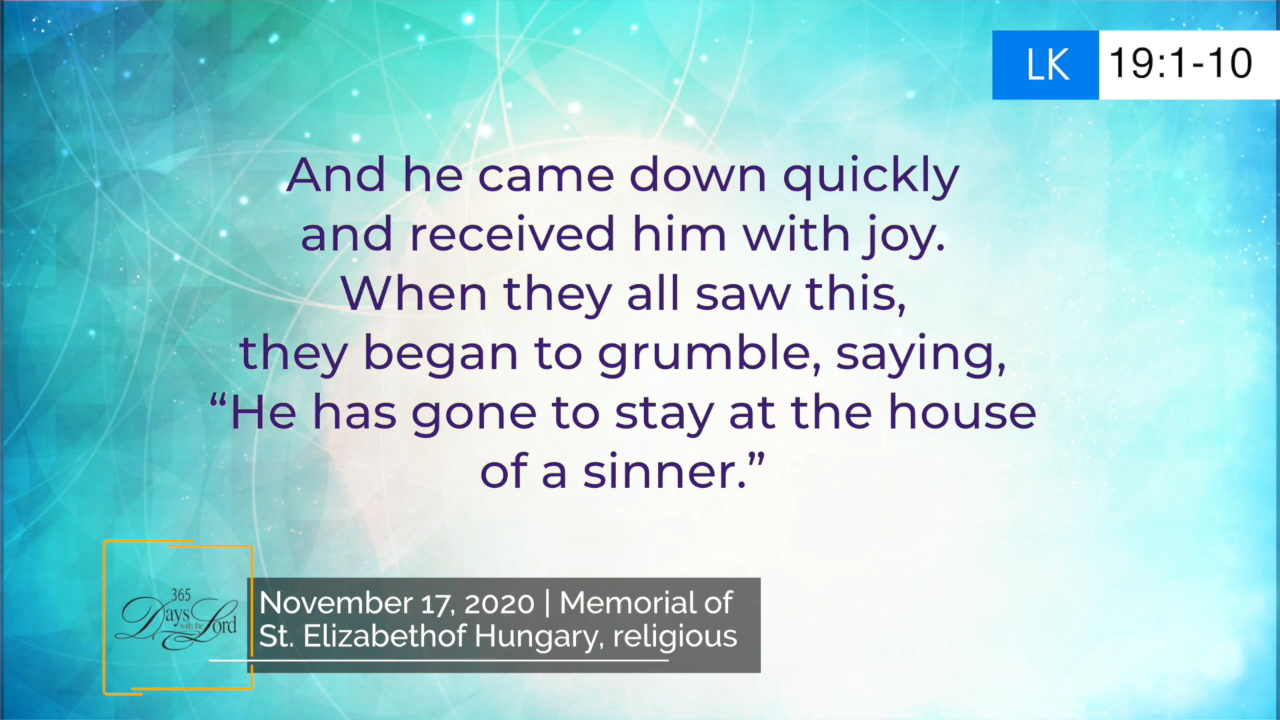 LK 19:1-10
And he came down quickly
and received him with joy.
When they all saw this,
they began to grumble, saying,
“He has gone to stay at the house
of a sinner.”
365
Days
with the
Lord
November 17, 2020 | Memorial of
St. Elizabethof Hungary, religious